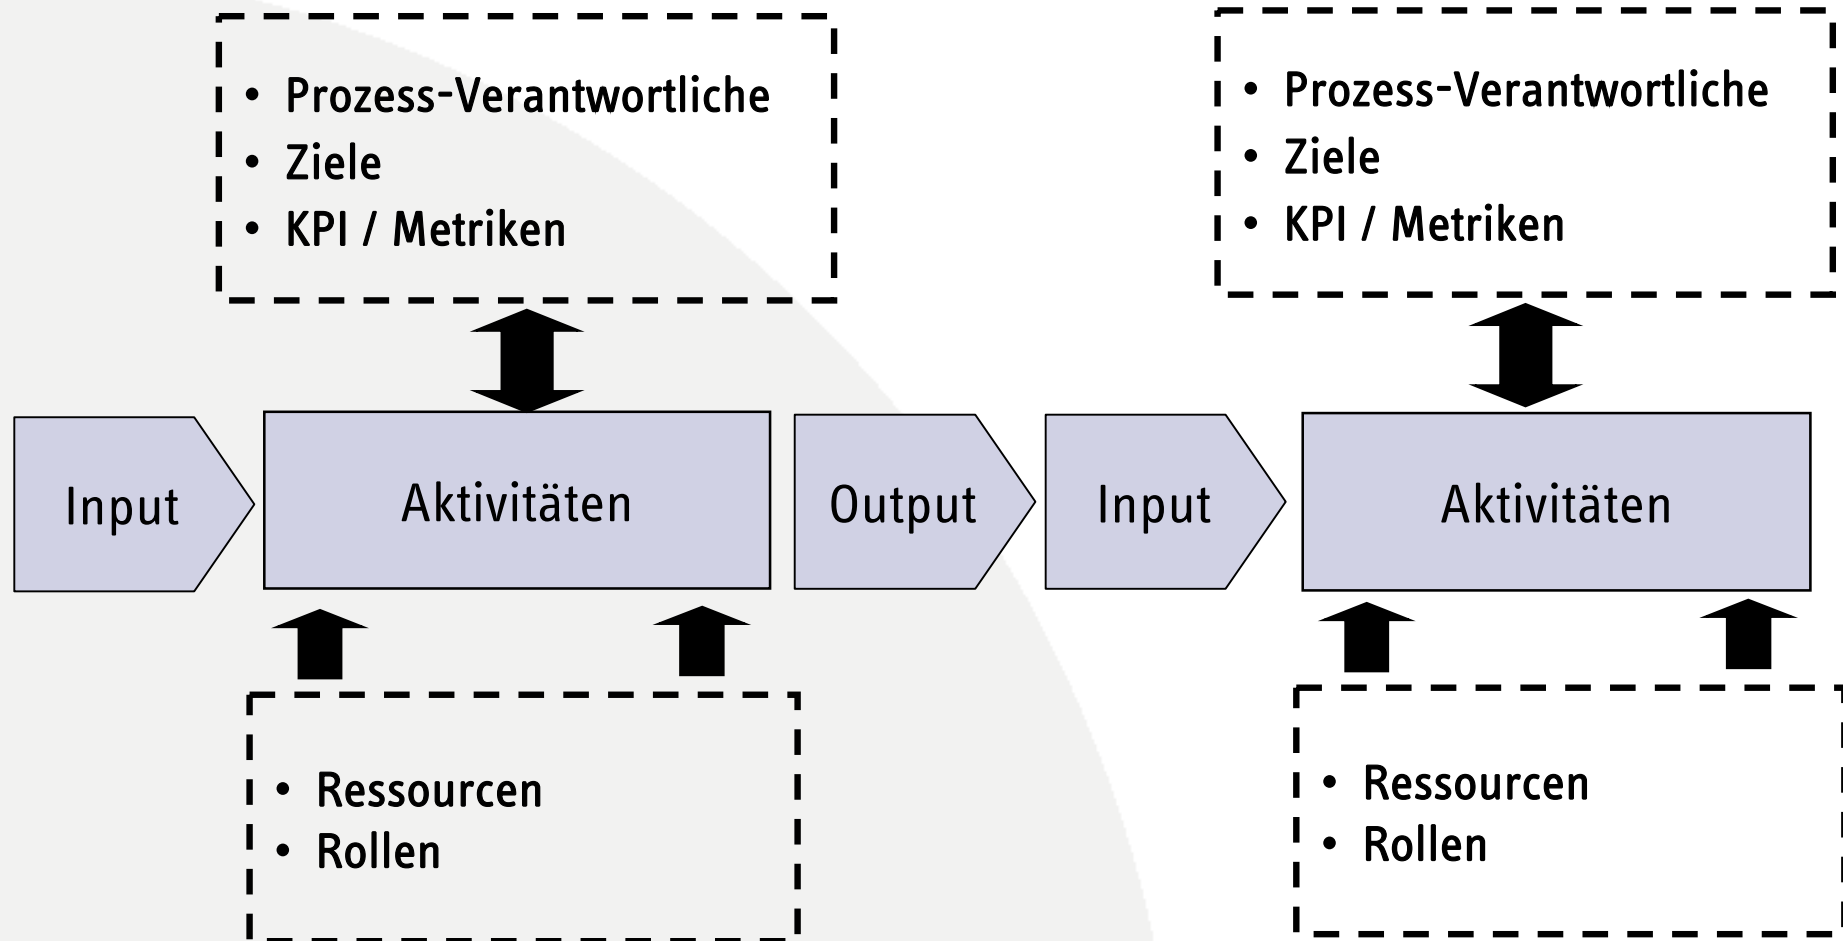 • Prozess-Verantwortliche
• Ziele
• KPI / Metriken
• Prozess-Verantwortliche
• Ziele
• KPI / Metriken
Input
Aktivitäten
Output
Input
Aktivitäten
• Ressourcen
• Rollen
• Ressourcen
• Rollen